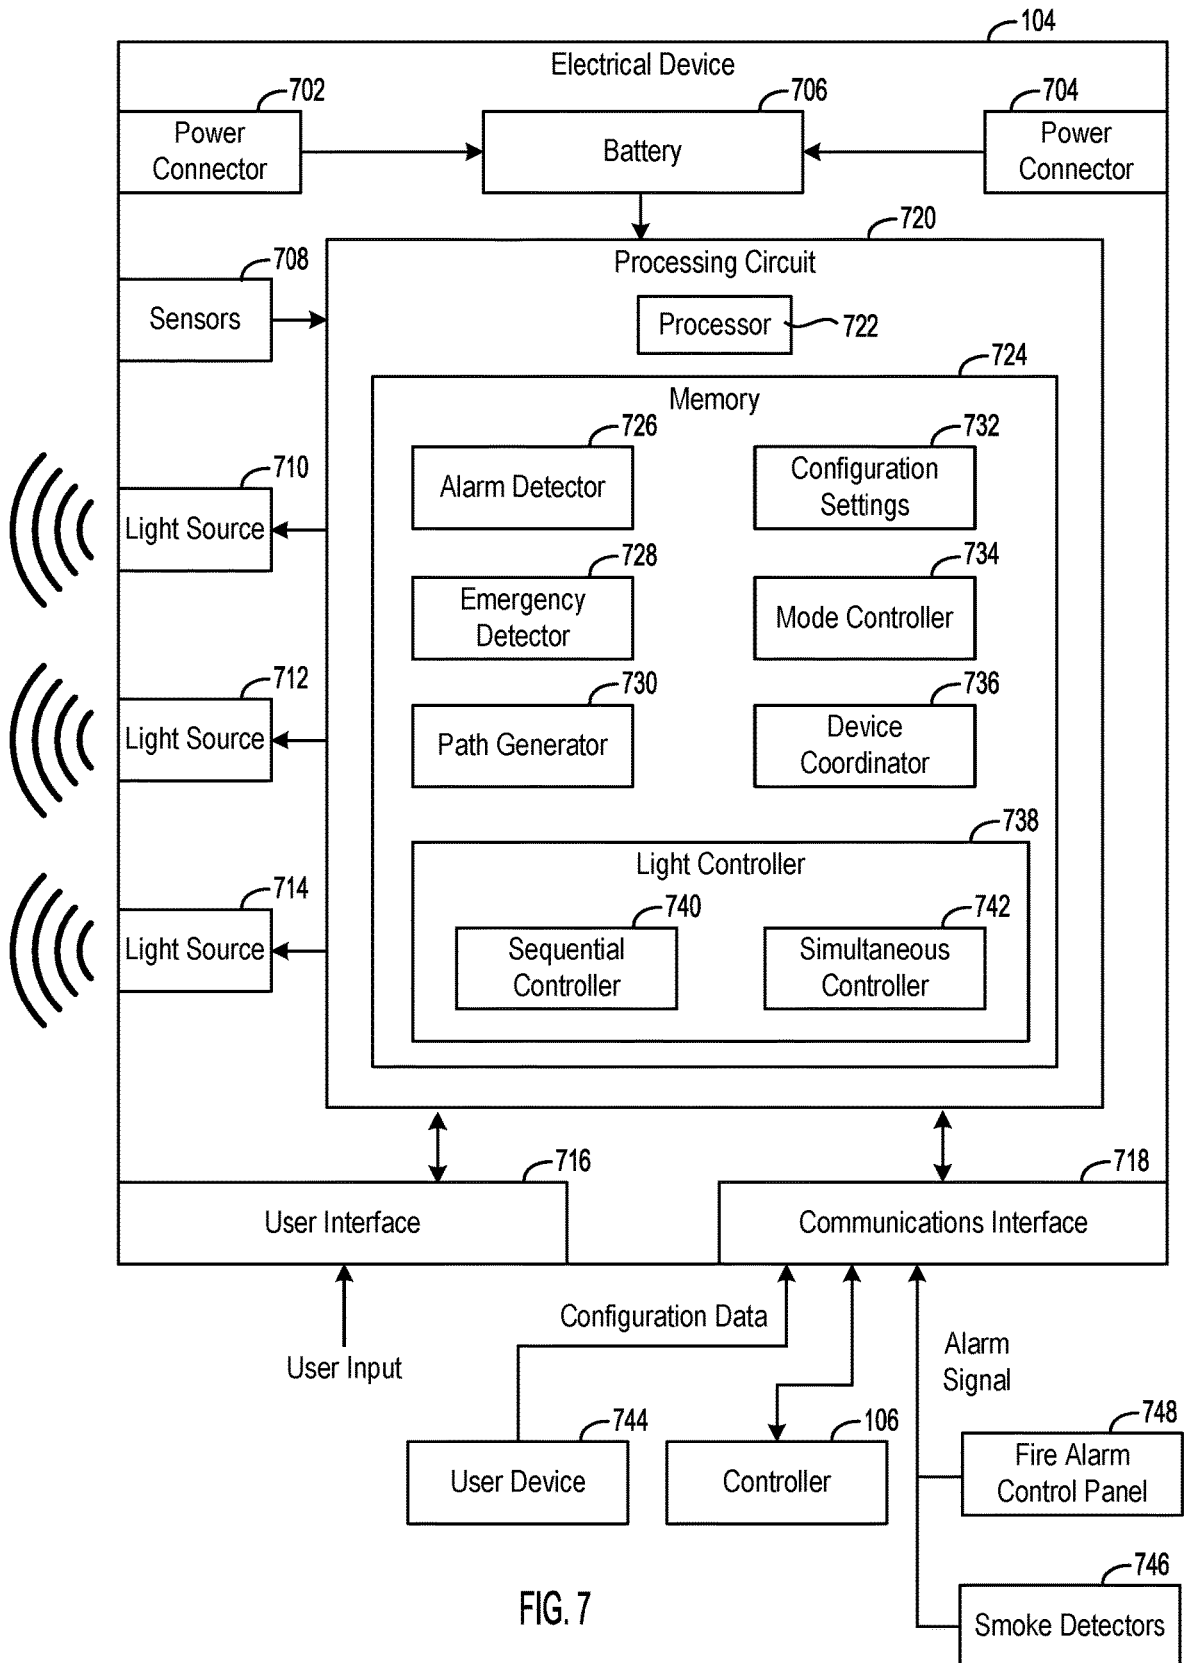 104
Electrical Device
702
706
704
Power
Connector
Battery
Power
Connector
720
708
Processing Circuit
Sensors
Processor
722
724
Memory
726
732
Alarm Detector
Configuration
Settings
710
Light Source
728
734
Emergency
Detector
Mode Controller
712
730
736
Light Source
Path Generator
Device
Coordinator
738
Light Controller
714
740
742
Light Source
Sequential
Controller
Simultaneous
Controller
716
718
User Interface
Communications Interface
Configuration Data
User Input
Alarm
Signal
744
106
748
User Device
Controller
Fire Alarm
Control Panel
746
FIG. 7
Smoke Detectors